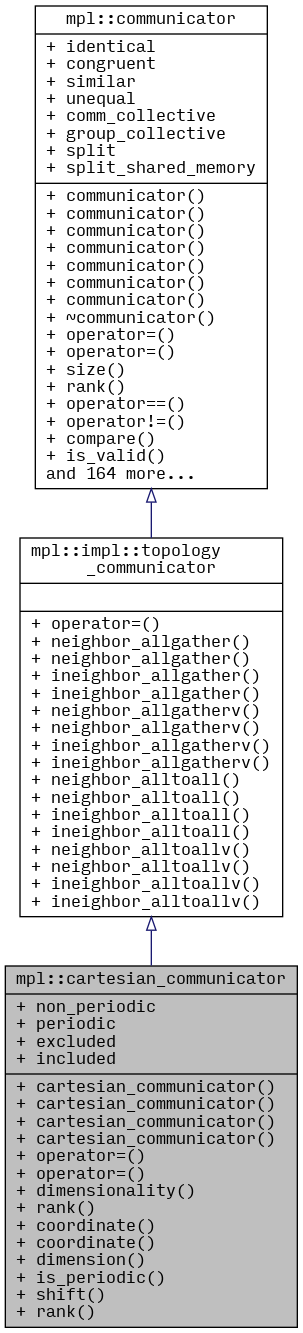 mpl::communicator
+ identical
+ congruent
+ similar
+ unequal
+ comm_collective
+ group_collective
+ split
+ split_shared_memory
+ communicator()
+ communicator()
+ communicator()
+ communicator()
+ communicator()
+ communicator()
+ communicator()
+ ~communicator()
+ operator=()
+ operator=()
+ size()
+ rank()
+ operator==()
+ operator!=()
+ compare()
+ is_valid()
and 164 more...
mpl::impl::topology
_communicator
+ operator=()
+ neighbor_allgather()
+ neighbor_allgather()
+ ineighbor_allgather()
+ ineighbor_allgather()
+ neighbor_allgatherv()
+ neighbor_allgatherv()
+ ineighbor_allgatherv()
+ ineighbor_allgatherv()
+ neighbor_alltoall()
+ neighbor_alltoall()
+ ineighbor_alltoall()
+ ineighbor_alltoall()
+ neighbor_alltoallv()
+ neighbor_alltoallv()
+ ineighbor_alltoallv()
+ ineighbor_alltoallv()
mpl::cartesian_communicator
+ non_periodic
+ periodic
+ excluded
+ included
+ cartesian_communicator()
+ cartesian_communicator()
+ cartesian_communicator()
+ cartesian_communicator()
+ operator=()
+ operator=()
+ dimensionality()
+ rank()
+ coordinate()
+ coordinate()
+ dimension()
+ is_periodic()
+ shift()
+ rank()